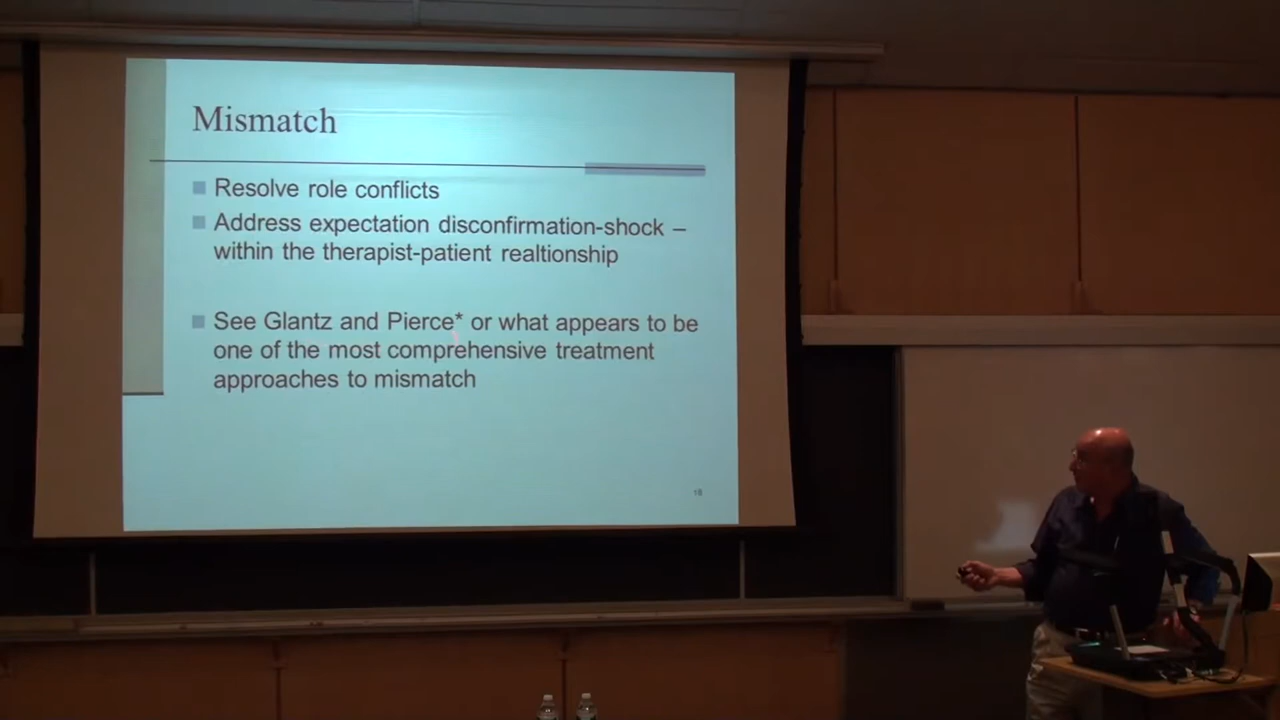 Mismatch
Resolve role conflicts
Address expectation disconfirmation-shock –
within the therapist-patient realtionship
See Glantz and Pierce* or what appears to be
one of the most comprehensive treatment
approaches to mismatch
18